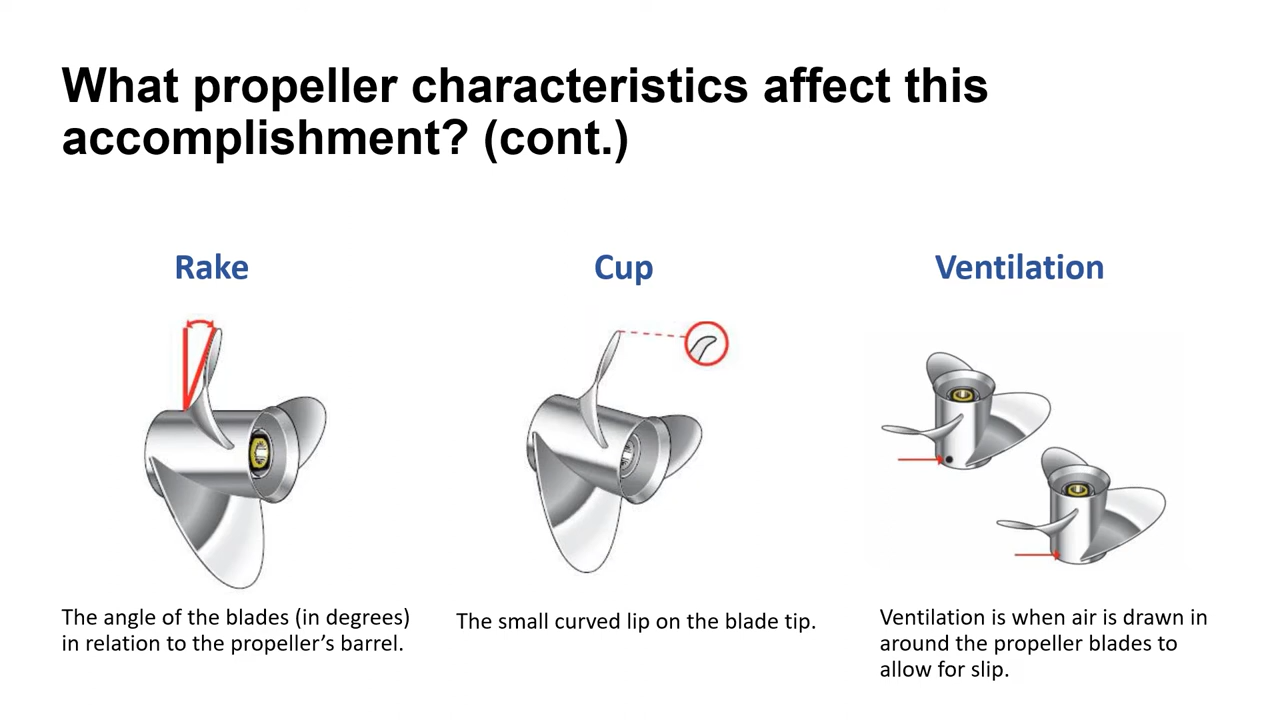 What propeller characteristics affect this
accomplishment? (cont.)
Rake
Cup
Ventilation
The angle of the blades (in degrees)
in relation to the propeller’s barrel.
The small curved lip on the blade tip.
Ventilation is when air is drawn in
around the propeller blades to
allow for slip.